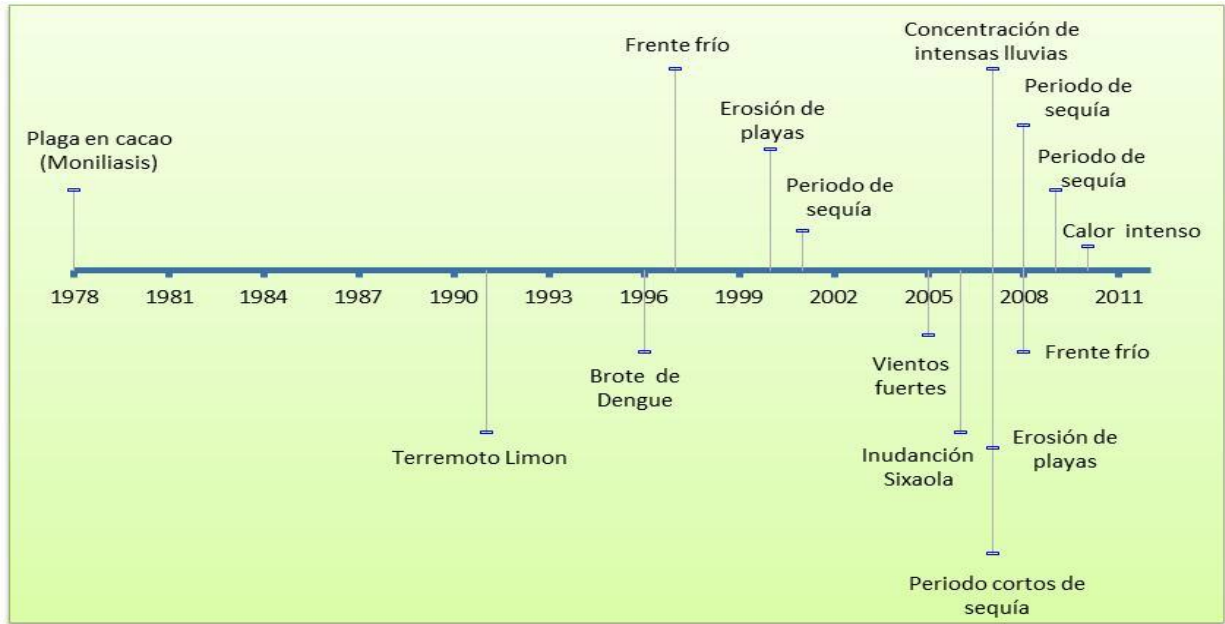 Frente frío
Concentración de
intensas lluvias
Periodo de
sequía
Plaga en cacao
(Moniliasis)
Erosión de
playas
Periodo de
sequía
Periodo de
sequía
Calor intenso
1978 1981 1984 1987 1990 1993 1996 1999 2002 2005 2008 2011
Brote de
Dengue
Vientos
fuertes
Frente frío
Terremoto Limon
Inudanción
Sixaola
Erosión de
playas
Periodo cortos de
sequía